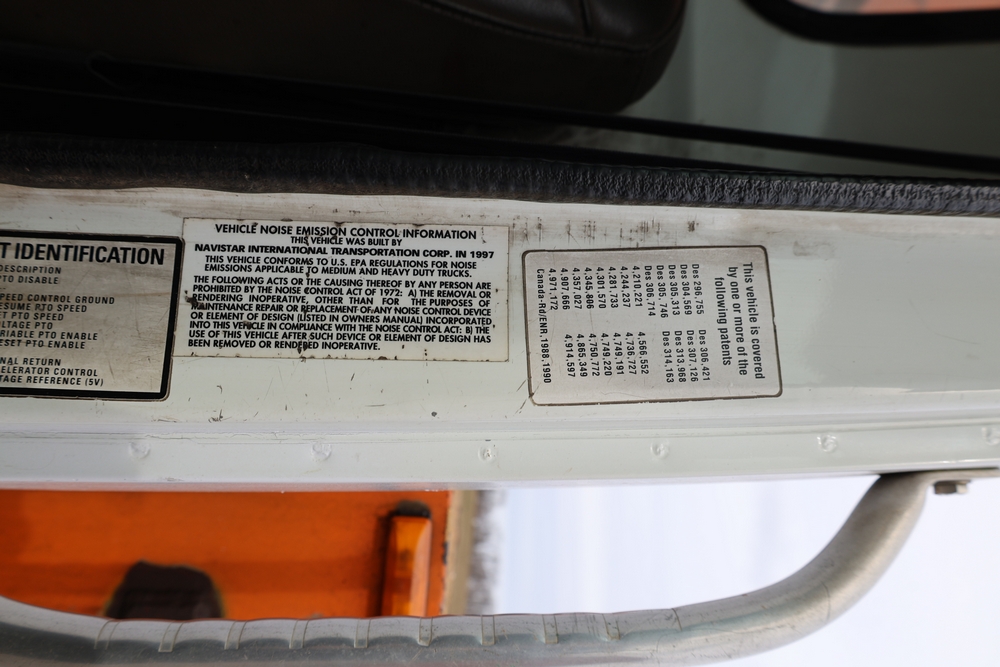 T IDENTIFICATION
DESCRIPTION
PTO DISABLE
SPEED CONTROL GROUND
RESUME PTO SPEED
SET PTO SPEED
VOLTAGE PTO
VARIABLE PTO ENABLE
RESET PTO ENABLE
NAL RETURN
CELERATOR CONTROL
TAGE REFERENCE (5V)
VEHICLE NOISE EMISSION CONTROL INFORMATION
THIS VEHICLE WAS BUILT BY
NAVISTAR INTERNATIONAL TRANSPORTATION CORP. IN 1997
THIS VEHICLE CONFORMS TO U.S. EPA REGULATIONS FOR NOISE
EMISSIONS APPLICABLE TO MEDIUM AND HEAVY DUTY TRUCKS.
THE FOLLOWING ACTS OR THE CAUSING THEREOF BY ANY PERSON ARE
PROHIBITED BY THE NOISE CONTROL ACT OF 1972: A) THE REMOVAL OR
RENDERING INOPERATIVE, OTHER THAN FOR THE PURPOSES OF
MAINTENANCE REPAIR OR REPLACEMENT OF ANY NOISE CONTROL DEVICE
OR ELEMENT OF DESIGN (LISTED IN OWNERS MANUAL) INCORPORATED
INTO THIS VEHICLE IN COMPLIANCE WITH THE NOISE CONTROL ACT: B) THE
USE OF THIS VEHICLE AFTER SUCH DEVICE OR ELEMENT OF DESIGN HAS
BEEN REMOVED OR RENDERED INOPERATIVE.
This vehicle is covered
by one or more of the
following patents
Des 296,755 Des 306,421
Des 304,569 Des 307,126
Des 305,313 Des 313,968
Des 305,746 Des 314,163
Des 306,714
4,210,221 4,566,552
4,244,237 4,736,727
4,281,733 4,749,191
4,301,570 4,749,220
4,345,806 4,750,772
4,357,027 4,865,349
4,907,666 4,914,597
4,971,172
Canada-Rd/ENR,1988,1990